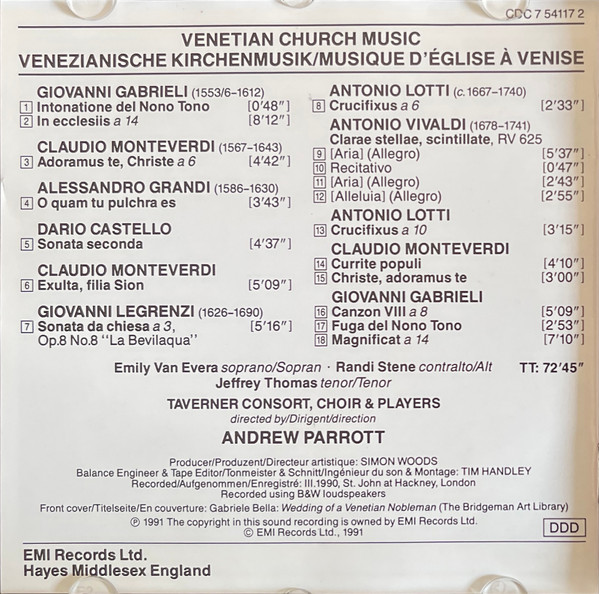 CDC 7 54117 2
VENETIAN CHURCH MUSIC
VENEZIANISCHE KIRCHENMUSIK/MUSIQUE D'ÉGLISE À VENISE
GIOVANNI GABRIELI (1553/6–1612)
1 Intonatione del Nono Tono [0'48"]
2 In ecclesiis a 14 [8'12"]
CLAUDIO MONTEVERDI (1567–1643)
3 Adoramus te, Christe a 6 [4'42"]
ALESSANDRO GRANDI (1586–1630)
4 O quam tu pulchra es [3'43"]
DARIO CASTELLO
5 Sonata seconda [4'37"]
CLAUDIO MONTEVERDI
6 Exulta, filia Sion [5'09"]
GIOVANNI LEGRENZI (1626–1690)
7 Sonata da chiesa a 3, [5'16"]
Op.8 No.8 "La Bevilaqua"
ANTONIO LOTTI (c.1667–1740)
8 Crucifixus a 6 [2'33"]
ANTONIO VIVALDI (1678–1741)
Clarae stellae, scintillate, RV 625
9 [Aria] (Allegro) [5'37"]
10 Recitativo [0'47"]
11 [Aria] (Allegro) [2'43"]
12 [Alleluia] (Allegro) [2'55"]
ANTONIO LOTTI
13 Crucifixus a 10 [3'15"]
CLAUDIO MONTEVERDI
14 Currite populi [4'10"]
15 Christe, adoramus te [3'00"]
GIOVANNI GABRIELI
16 Canzon VIII a 8 [5'09"]
17 Fuga del Nono Tono [2'53"]
18 Magnificat a 14 [7'10"]
Emily Van Evera soprano/Sopran · Randi Stene contralto/Alt TT: 72'45"
Jeffrey Thomas tenor/Tenor
TAVERNER CONSORT, CHOIR & PLAYERS
directed by/Dirigent/direction
ANDREW PARROTT
Producer/Produzent/Directeur artistique: SIMON WOODS
Balance Engineer & Tape Editor/Tonmeister & Schnitt/Ingénieur du son & Montage: TIM HANDLEY
Recorded/Aufgenommen/Enregistré: III.1990, St. John at Hackney, London
Recorded using B&W loudspeakers
Front cover/Titelseite/En couverture: Gabriele Bella: Wedding of a Venetian Nobleman (The Bridgeman Art Library)
℗ 1991 The copyright in this sound recording is owned by EMI Records Ltd.
© EMI Records Ltd., 1991
DDD
EMI Records Ltd.
Hayes Middlesex England